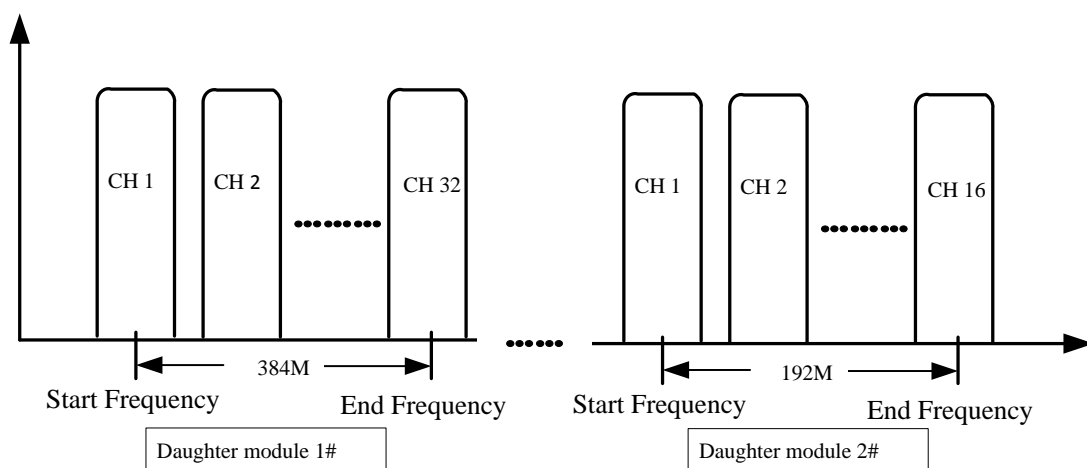 CH 1
CH 2
CH 32
CH 1
CH 2
CH 16
384M
192M
Start Frequency
End Frequency
Start Frequency
End Frequency
Daughter module 1#
Daughter module 2#